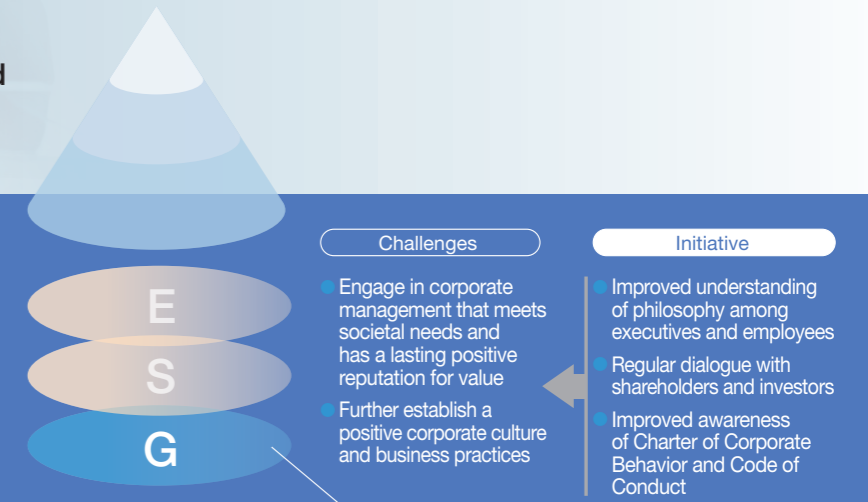 E
S
G
Challenges
Engage in corporate
management that meets
societal needs and
has a lasting positive
reputation for value
Further establish a
positive corporate culture
and business practices
Initiative
Improved understanding
of philosophy among
executives and employees
Regular dialogue with
shareholders and investors
Improved awareness
of Charter of Corporate
Behavior and Code of
Conduct